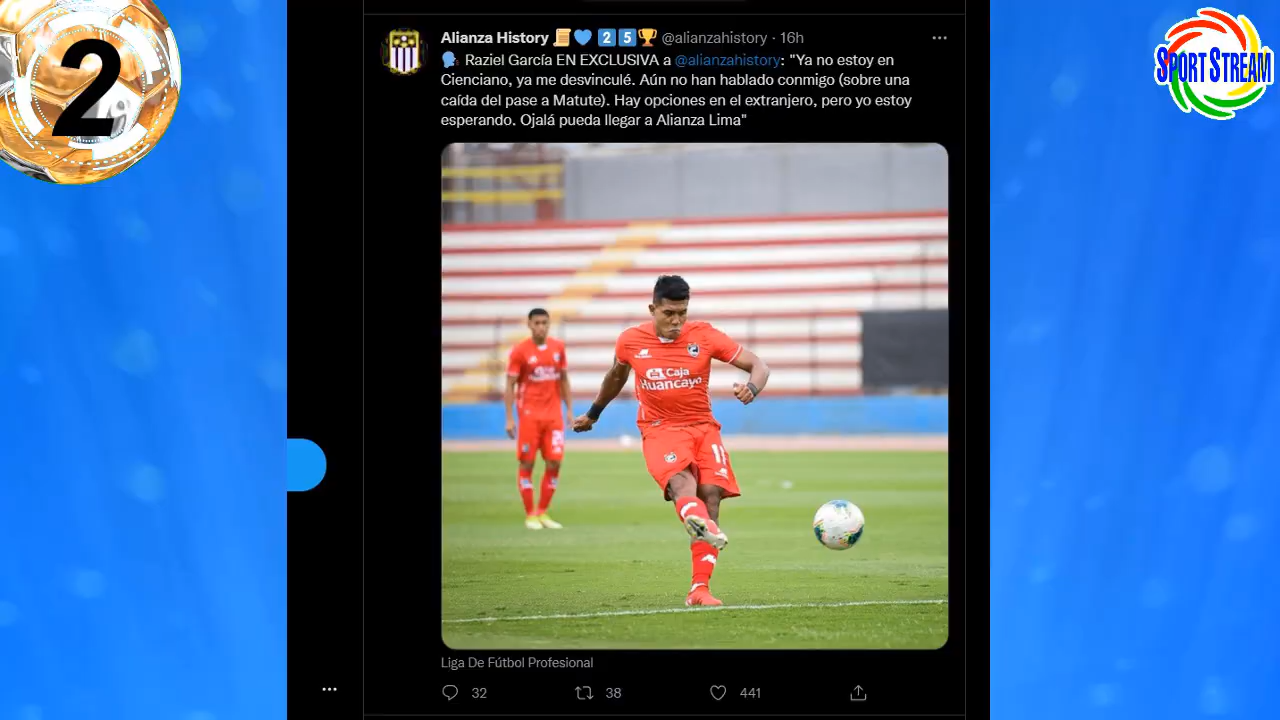 2
SPORT STREAM
Alianza History 📜💙 2️⃣5️⃣🏆 @alianzahistory · 16h
🗣️ Raziel García EN EXCLUSIVA a @alianzahistory: "Ya no estoy en
Cienciano, ya me desvinculé. Aún no han hablado conmigo (sobre una
caída del pase a Matute). Hay opciones en el extranjero, pero yo estoy
esperando. Ojalá pueda llegar a Alianza Lima"
Caja
Huancayo
11
Liga De Fútbol Profesional
32 38 441